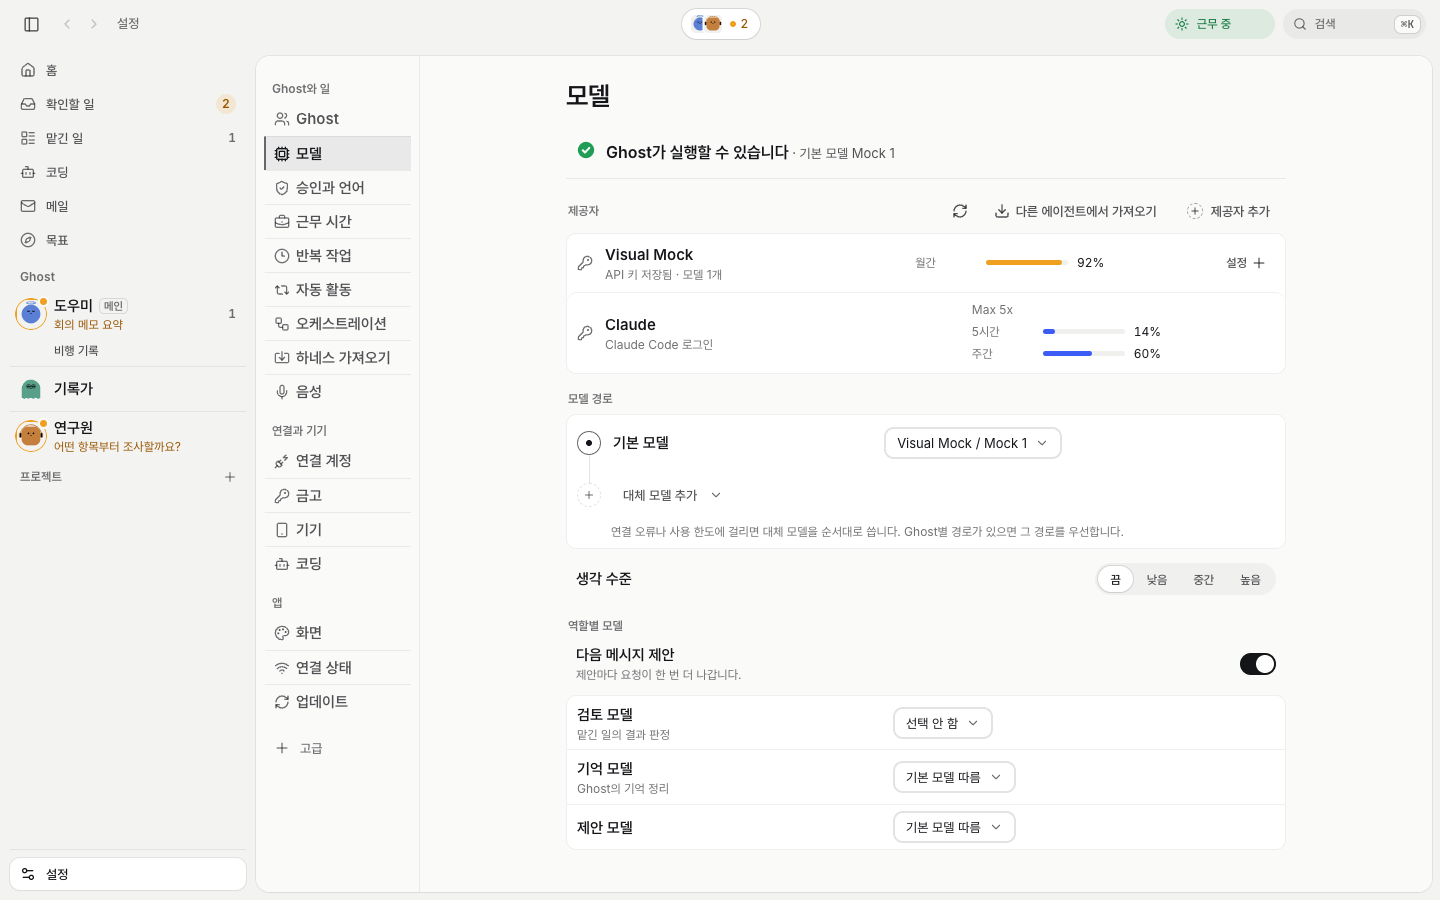 설정
2
근무 중
검색
⌘K
홈
확인할 일
2
맡긴 일
1
코딩
메일
목표
Ghost
도우미
메인
회의 메모 요약
1
비행 기록
기록가
연구원
어떤 항목부터 조사할까요?
프로젝트
설정
Ghost와 일
Ghost
모델
승인과 언어
근무 시간
반복 작업
자동 활동
오케스트레이션
하네스 가져오기
음성
연결과 기기
연결 계정
금고
기기
코딩
앱
화면
연결 상태
업데이트
고급
모델
Ghost가 실행할 수 있습니다 · 기본 모델 Mock 1
제공자
다른 에이전트에서 가져오기
제공자 추가
Visual Mock
API 키 저장됨 · 모델 1개
월간
92%
설정
Claude
Claude Code 로그인
Max 5x
5시간
14%
주간
60%
모델 경로
기본 모델
Visual Mock / Mock 1
대체 모델 추가
연결 오류나 사용 한도에 걸리면 대체 모델을 순서대로 씁니다. Ghost별 경로가 있으면 그 경로를 우선합니다.
생각 수준
끔
낮음
중간
높음
역할별 모델
다음 메시지 제안
제안마다 요청이 한 번 더 나갑니다.
검토 모델
맡긴 일의 결과 판정
선택 안 함
기억 모델
Ghost의 기억 정리
기본 모델 따름
제안 모델
기본 모델 따름